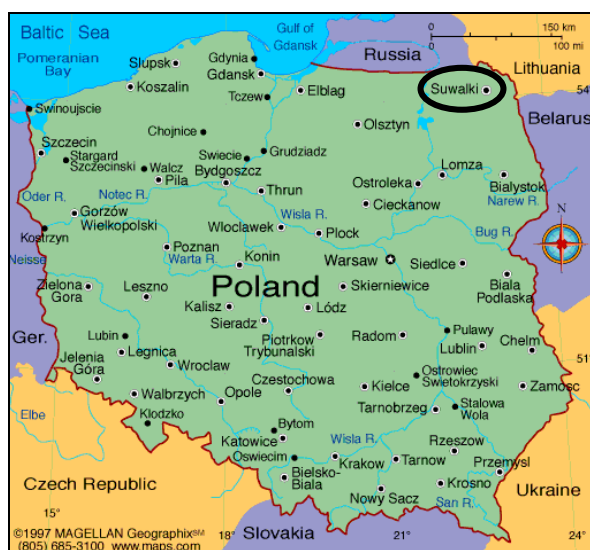 Baltic Sea
Gulf of
Gdansk
150 km
0
0
100 mi
Pomeranian
Bay
Gdynia
Slupsk
Gdansk
Russia
Lithuania
Koszalin
Tczew
Elblag
Suwalki
54°
Swinoujscie
Chojnice
Olsztyn
Belarus
Szczecin
Stargard
Szczecinski
Walcz
Swiecie
Grudziadz
Pila
Bydgoszcz
Lomza
Bialystok
Oder R.
Notec R.
Thrun
Ostroleka
Narew R.
Gorzów
Wielkopolski
Cieckanow
N
Kostrzyn
Wloclawek
Wisla R.
Plock
Bug R.
Neisse
Poznan
Warta R.
Konin
Warsaw
Siedlce
Zielona
Gora
Leszno
Poland
Skierniewice
Biala
Podlaska
Kalisz
Lódz
Ger.
Sieradz
Lubin
Piotrkow
Trybunalski
Radom
Pulawy
Chelm
Lublin
Jelenia
Góra
Legnica
Wroclaw
51°
Czestochowa
Kielce
Ostrowiec
Swietokrzyski
Zamosc
Walbrzych
Opole
Tarnobrzeg
Stalowa
Wola
Elbe
Klodzko
Bytom
Katowice
Wisla R.
Rzeszow
Oswiecim
Krakow
Tarnow
Przemysl
Bielsko-
Biala
Krosno
Czech Republic
Nowy Sacz
San R.
Ukraine
15°
18°
21°
24°
Slovakia
©1997 MAGELLAN Geographix SM
(805) 685-3100 www.maps.com